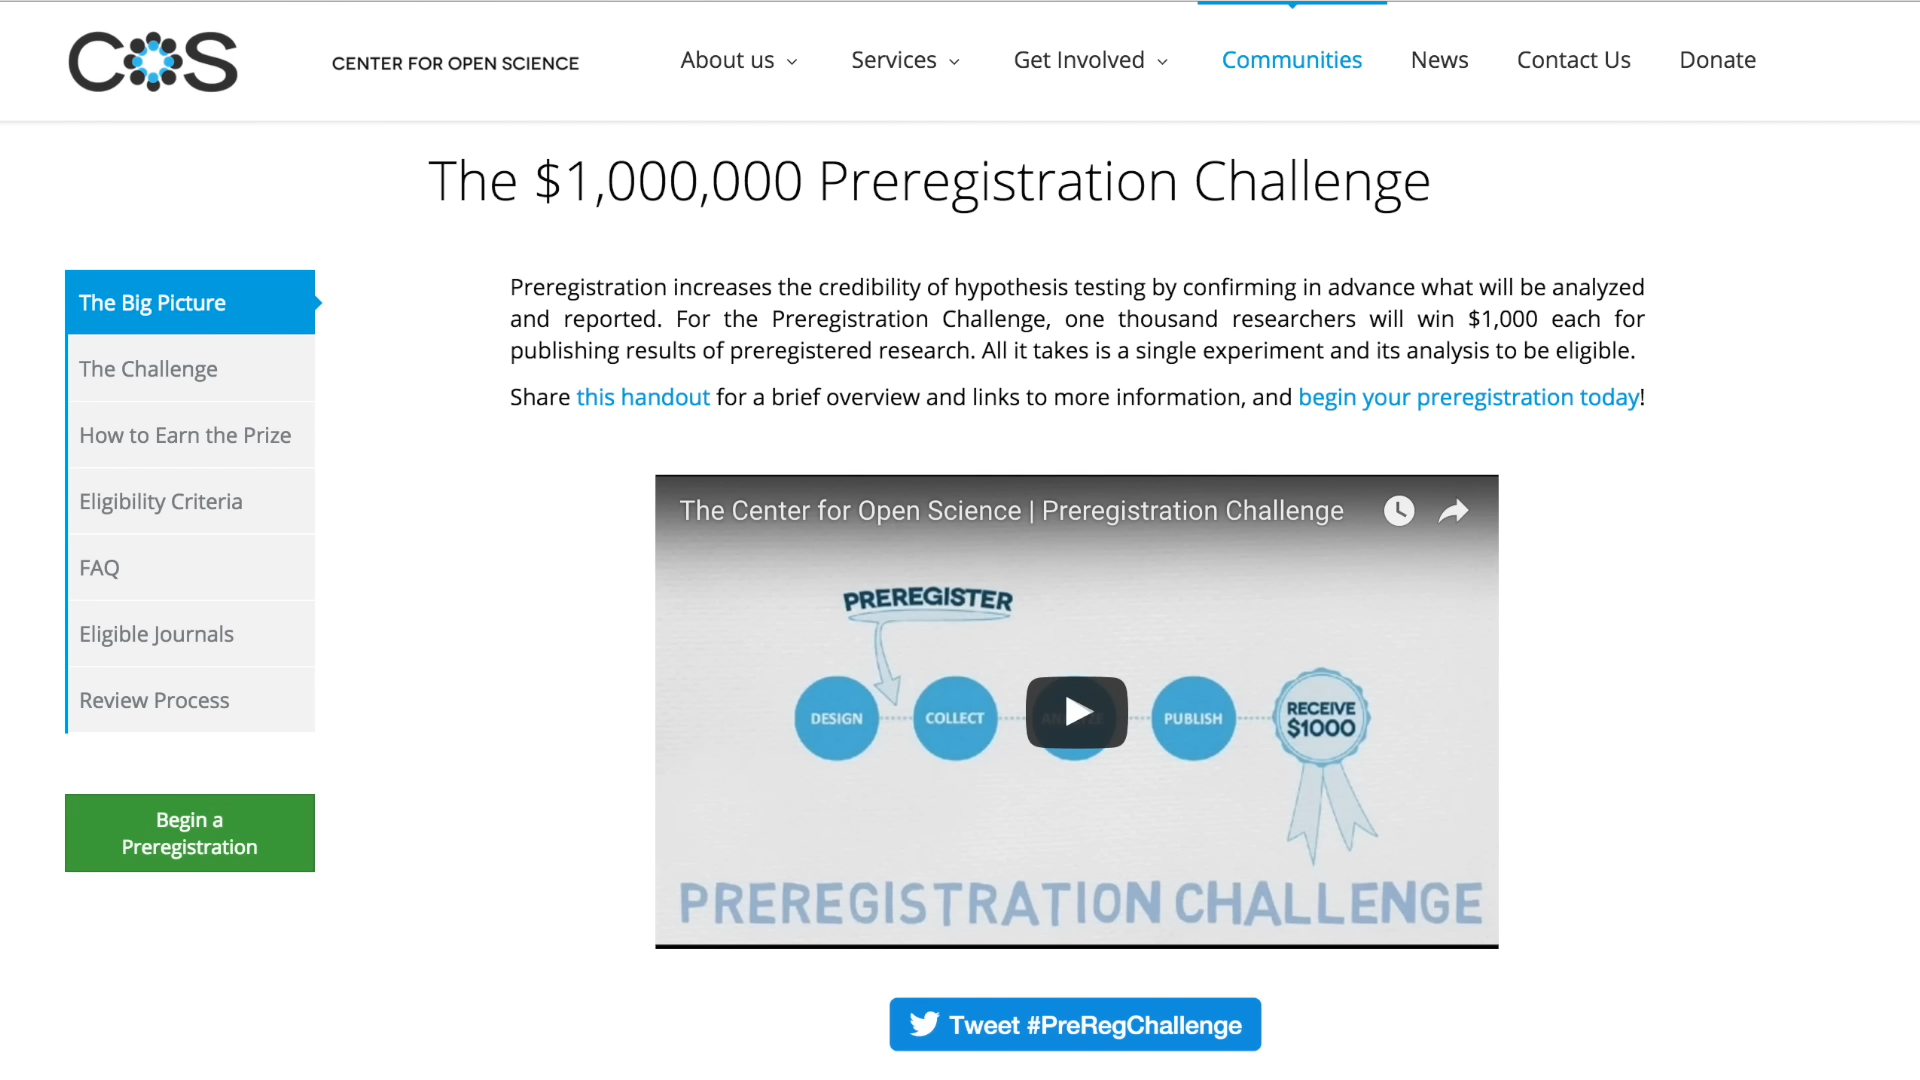 COS
CENTER FOR OPEN SCIENCE
About us
Services
Get Involved
Communities
News
Contact Us
Donate
The $1,000,000 Preregistration Challenge
The Big Picture
The Challenge
How to Earn the Prize
Eligibility Criteria
FAQ
Eligible Journals
Review Process
Begin a
Preregistration
Preregistration increases the credibility of hypothesis testing by confirming in advance what will be analyzed
and reported. For the Preregistration Challenge, one thousand researchers will win $1,000 each for
publishing results of preregistered research. All it takes is a single experiment and its analysis to be eligible.
Share this handout for a brief overview and links to more information, and begin your preregistration today!
The Center for Open Science | Preregistration Challenge
PREREGISTER
DESIGN
COLLECT
PUBLISH
RECEIVE
$1000
PREREGISTRATION CHALLENGE
Tweet #PreRegChallenge